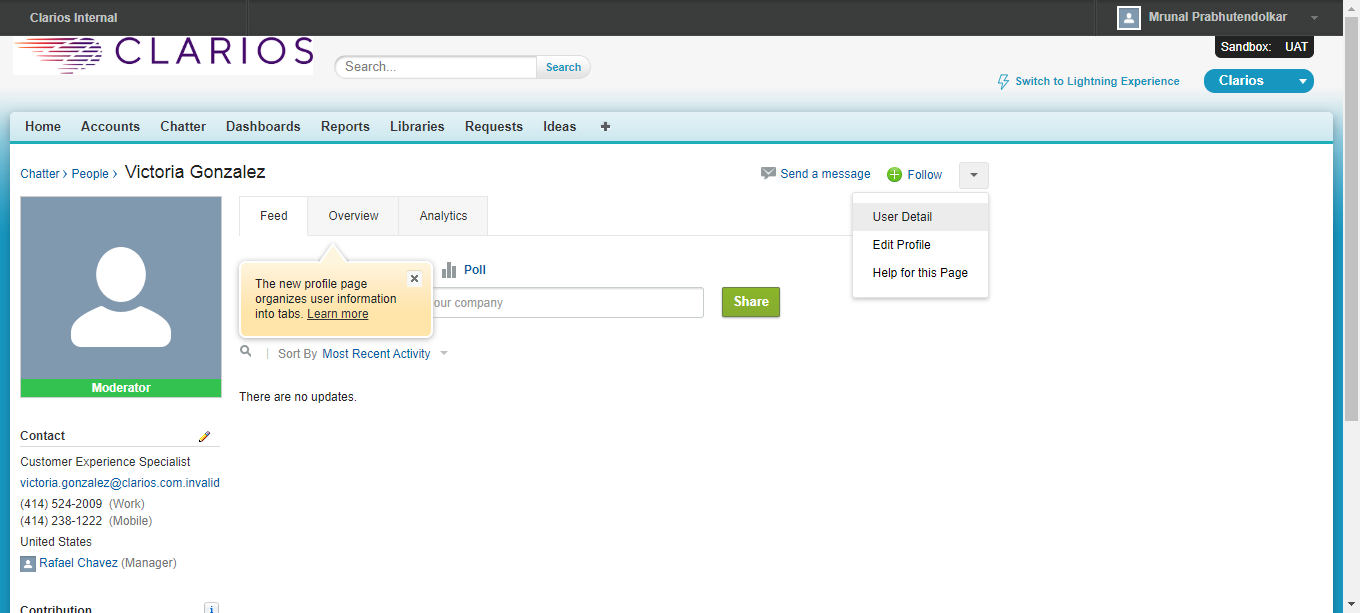 Clarios Internal
Mrunal Prabhutendolkar
CLARIOS
Search...
Search
Sandbox: UAT
Switch to Lightning Experience
Clarios
Home Accounts Chatter Dashboards Reports Libraries Requests Ideas +
Chatter › People › Victoria Gonzalez
Send a message
Follow
User Detail
Edit Profile
Help for this Page
Feed Overview Analytics
The new profile page
organizes user information
into tabs. Learn more
Poll
our company
Share
Sort By Most Recent Activity
There are no updates.
Moderator
Contact
Customer Experience Specialist
victoria.gonzalez@clarios.com.invalid
(414) 524-2009 (Work)
(414) 238-1222 (Mobile)
United States
Rafael Chavez (Manager)
Contribution
i